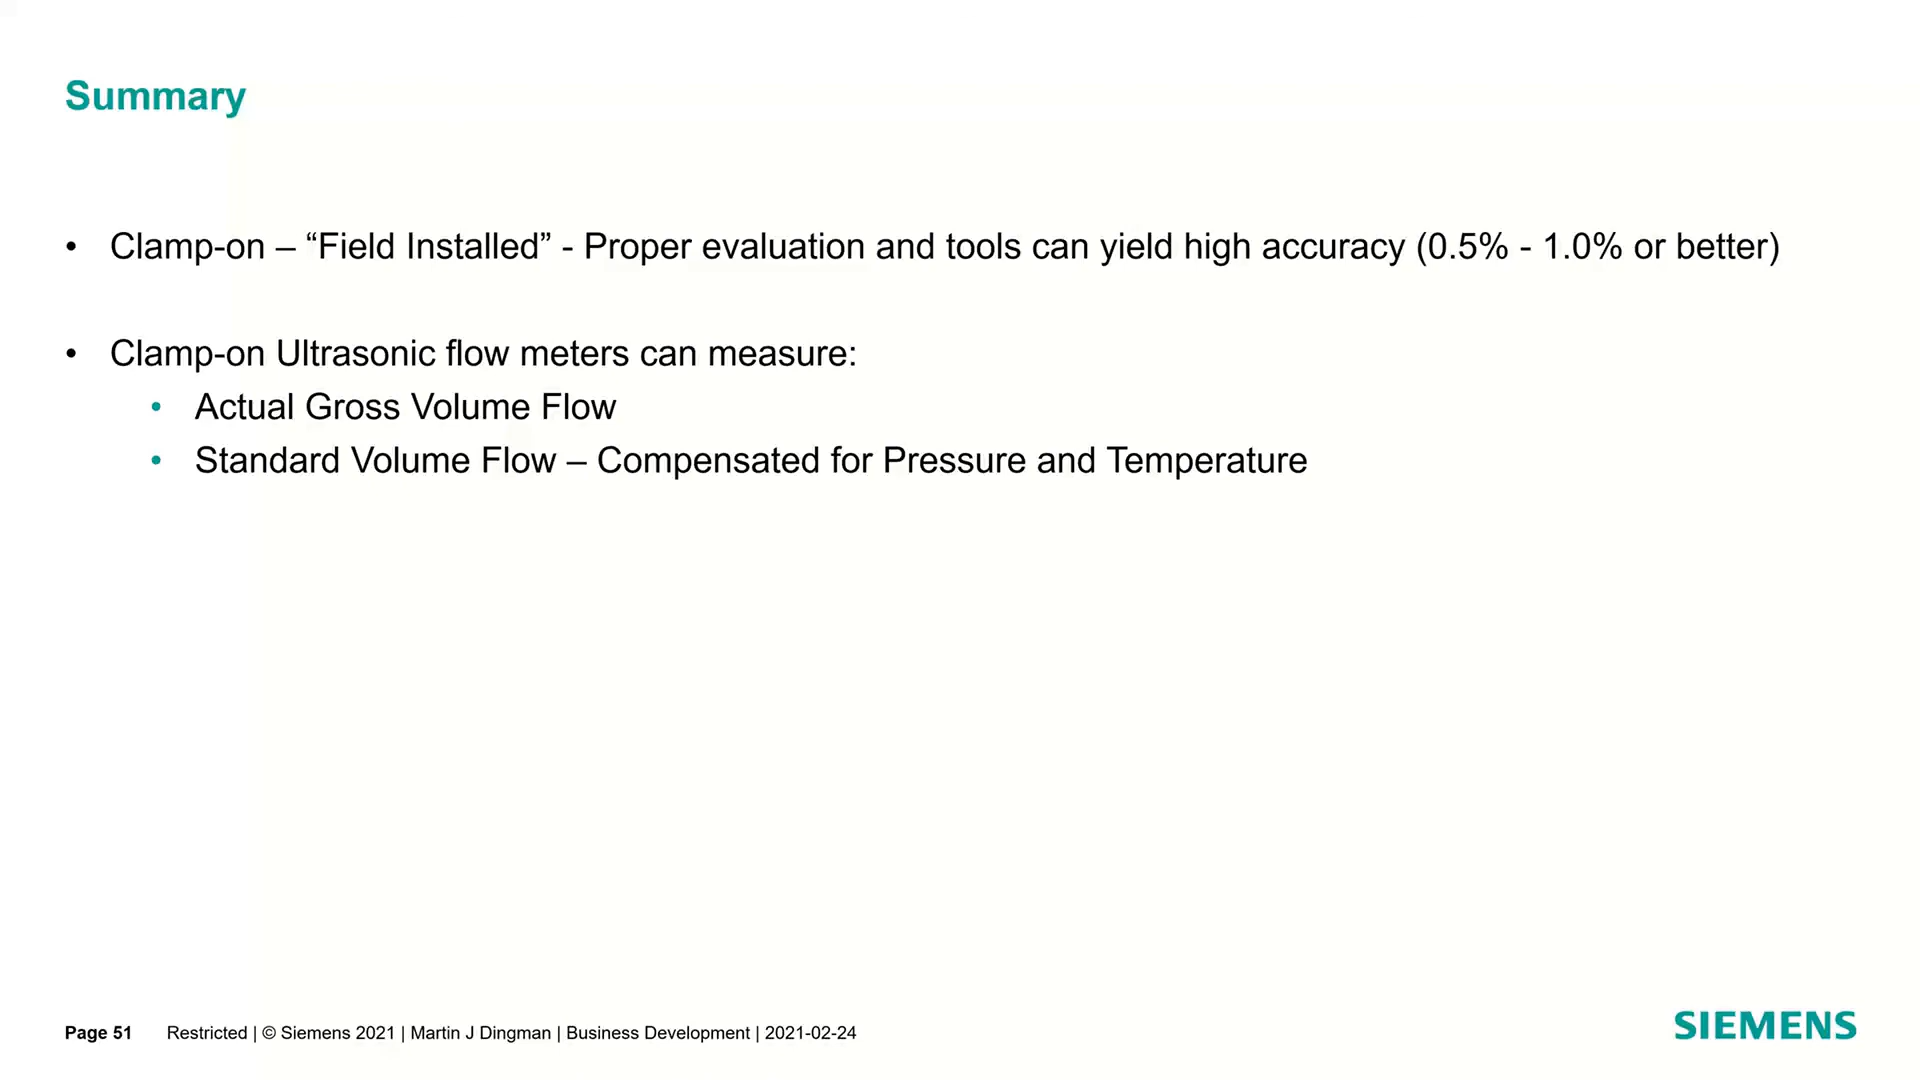 Summary
• Clamp-on – “Field Installed” - Proper evaluation and tools can yield high accuracy (0.5% - 1.0% or better)
• Clamp-on Ultrasonic flow meters can measure:
• Actual Gross Volume Flow
• Standard Volume Flow – Compensated for Pressure and Temperature
Page 51 Restricted | © Siemens 2021 | Martin J Dingman | Business Development | 2021-02-24
SIEMENS